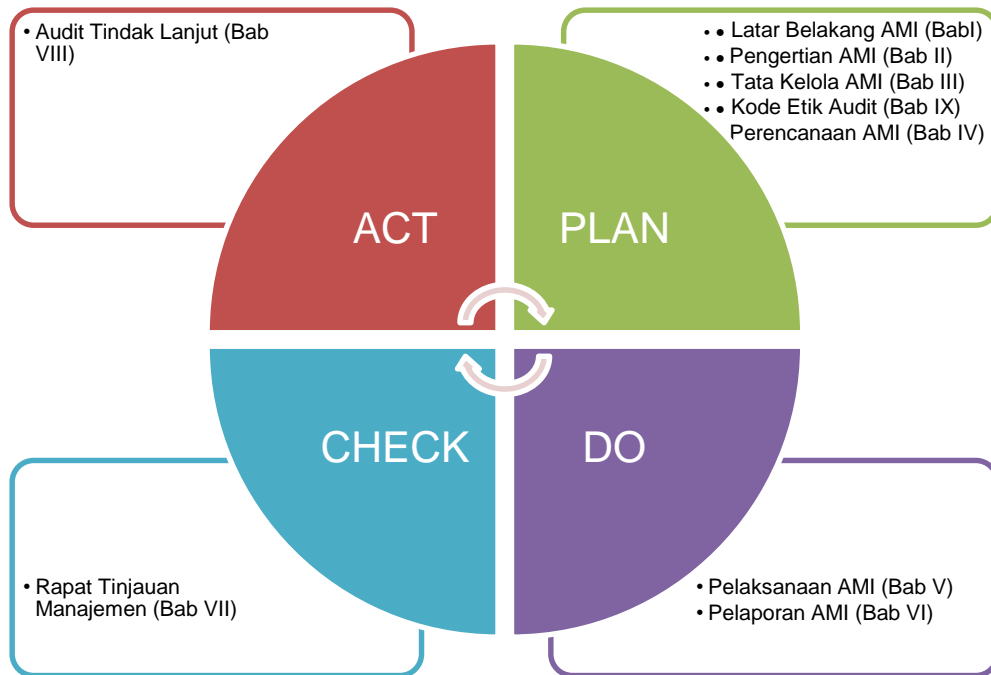 • Audit Tindak Lanjut (Bab
VIII)
• • Latar Belakang AMI (BabI)
• • Pengertian AMI (Bab II)
• • Tata Kelola AMI (Bab III)
• • Kode Etik Audit (Bab IX)
Perencanaan AMI (Bab IV)
ACT
PLAN
CHECK
DO
• Rapat Tinjauan
Manajemen (Bab VII)
• Pelaksanaan AMI (Bab V)
• Pelaporan AMI (Bab VI)